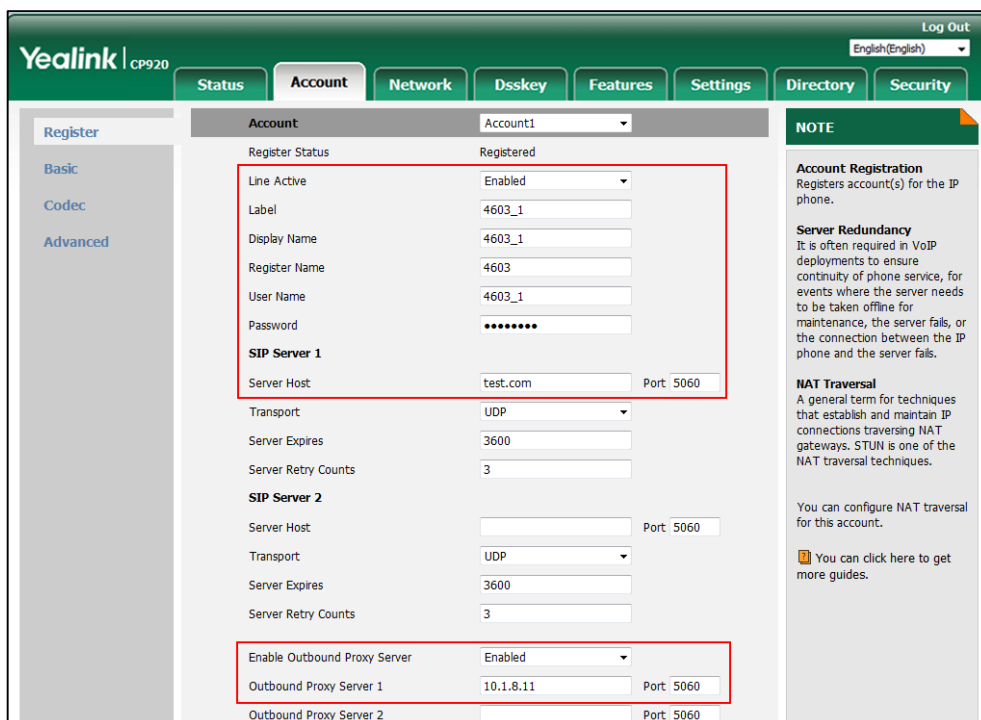 Log Out
Yealink | CP920
English(English)
Status Account Network Dsskey Features Settings Directory Security
Register
Basic
Codec
Advanced
Account Account1
Register Status Registered
Line Active Enabled
Label 4603_1
Display Name 4603_1
Register Name 4603
User Name 4603_1
Password ••••••••
SIP Server 1
Server Host test.com Port 5060
Transport UDP
Server Expires 3600
Server Retry Counts 3
SIP Server 2
Server Host Port 5060
Transport UDP
Server Expires 3600
Server Retry Counts 3
Enable Outbound Proxy Server Enabled
Outbound Proxy Server 1 10.1.8.11 Port 5060
Outbound Proxy Server 2 Port 5060
NOTE
Account Registration
Registers account(s) for the IP
phone.
Server Redundancy
It is often required in VoIP
deployments to ensure
continuity of phone service, for
events where the server needs
to be taken offline for
maintenance, the server fails, or
the connection between the IP
phone and the server fails.
NAT Traversal
A general term for techniques
that establish and maintain IP
connections traversing NAT
gateways. STUN is one of the
NAT traversal techniques.
You can configure NAT traversal
for this account.
You can click here to get
more guides.